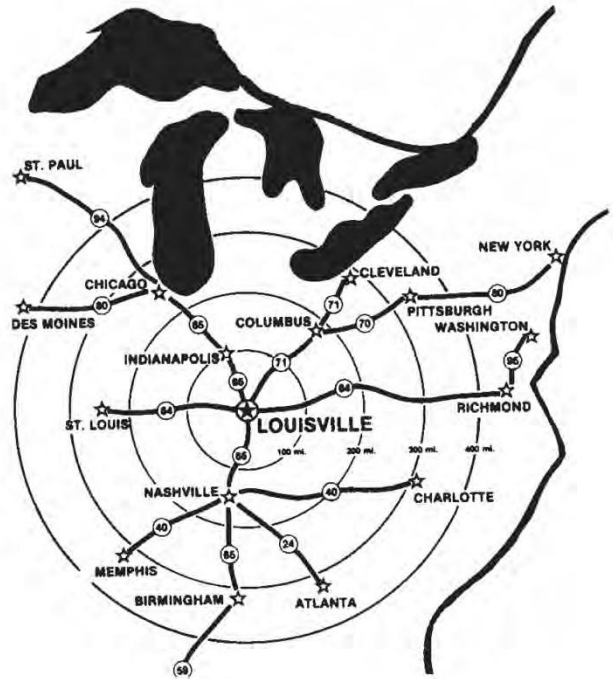 ST. PAUL
94
NEW YORK
CLEVELAND
CHICAGO
71
PITTSBURGH
80
DES MOINES
80
65
COLUMBUS
70
WASHINGTON
INDIANAPOLIS
71
95
65
64
RICHMOND
ST. LOUIS
64
LOUISVILLE
100 mi.
200 mi.
300 mi.
400 mi.
65
NASHVILLE
40
CHARLOTTE
40
65
24
MEMPHIS
BIRMINGHAM
ATLANTA
59